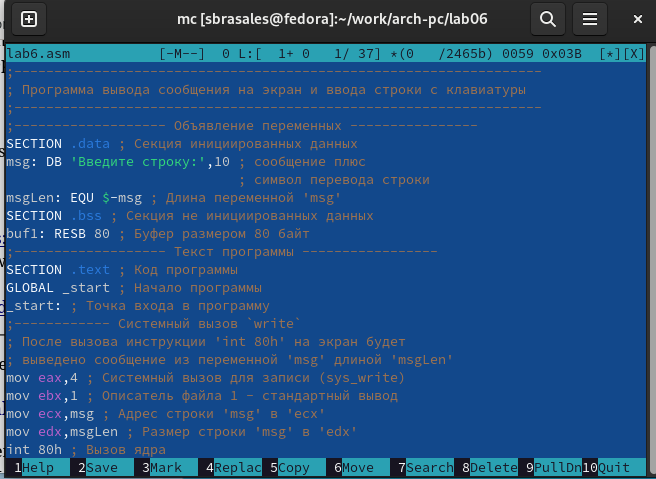 mc [sbrasales@fedora]:~/work/arch-pc/lab06
lab6.asm [-M--] 0 L:[ 1+ 0 1/ 37] *(0 /2465b) 0059 0x03B [*][X]
;------------------------------------------------------------------
; Программа вывода сообщения на экран и ввода строки с клавиатуры
;------------------------------------------------------------------
;------------------- Объявление переменных ----------------
SECTION .data ; Секция инициированных данных
msg: DB 'Введите строку:',10 ; сообщение плюс
; символ перевода строки
msgLen: EQU $-msg ; Длина переменной 'msg'
SECTION .bss ; Секция не инициированных данных
buf1: RESB 80 ; Буфер размером 80 байт
;------------------- Текст программы -----------------
SECTION .text ; Код программы
GLOBAL _start ; Начало программы
_start: ; Точка входа в программу
;------------ Cистемный вызов `write`
; После вызова инструкции 'int 80h' на экран будет
; выведено сообщение из переменной 'msg' длиной 'msgLen'
mov eax,4 ; Системный вызов для записи (sys_write)
mov ebx,1 ; Описатель файла 1 - стандартный вывод
mov ecx,msg ; Адрес строки 'msg' в 'ecx'
mov edx,msgLen ; Размер строки 'msg' в 'edx'
int 80h ; Вызов ядра
1Help 2Save 3Mark 4Replac 5Copy 6Move 7Search 8Delete 9PullDn 10Quit